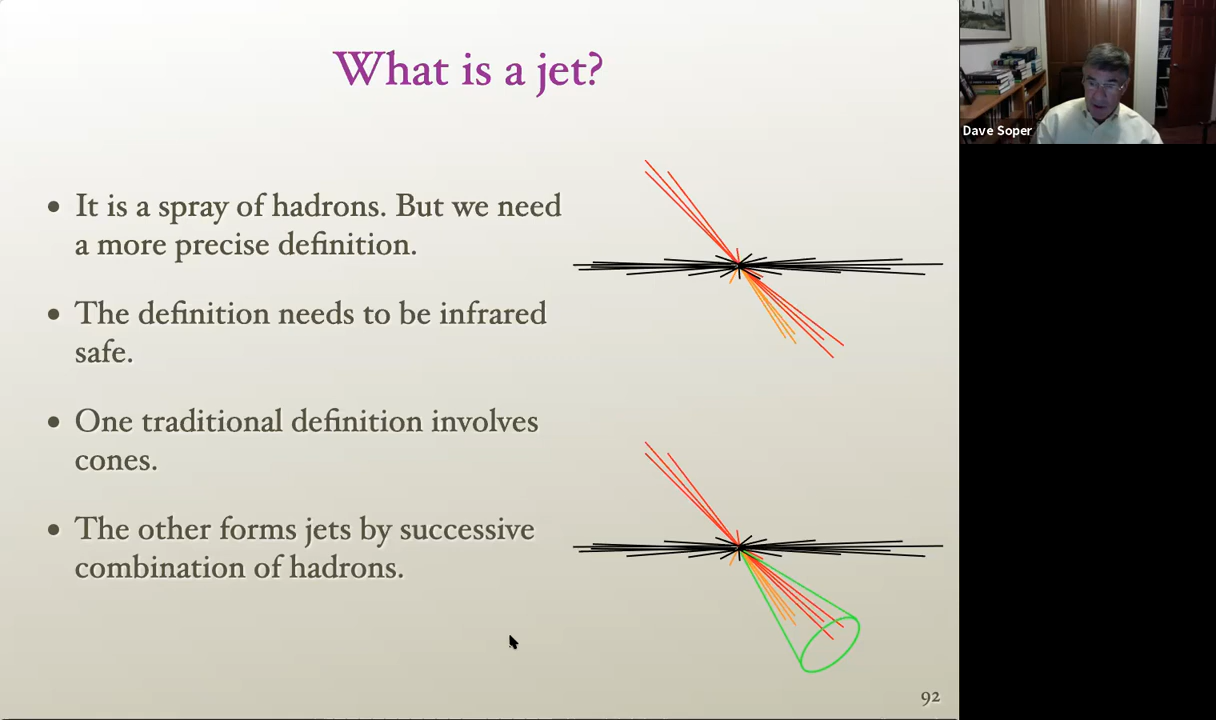 What is a jet?
• It is a spray of hadrons. But we need
a more precise definition.
• The definition needs to be infrared
safe.
• One traditional definition involves
cones.
• The other forms jets by successive
combination of hadrons.
92
Dave Soper